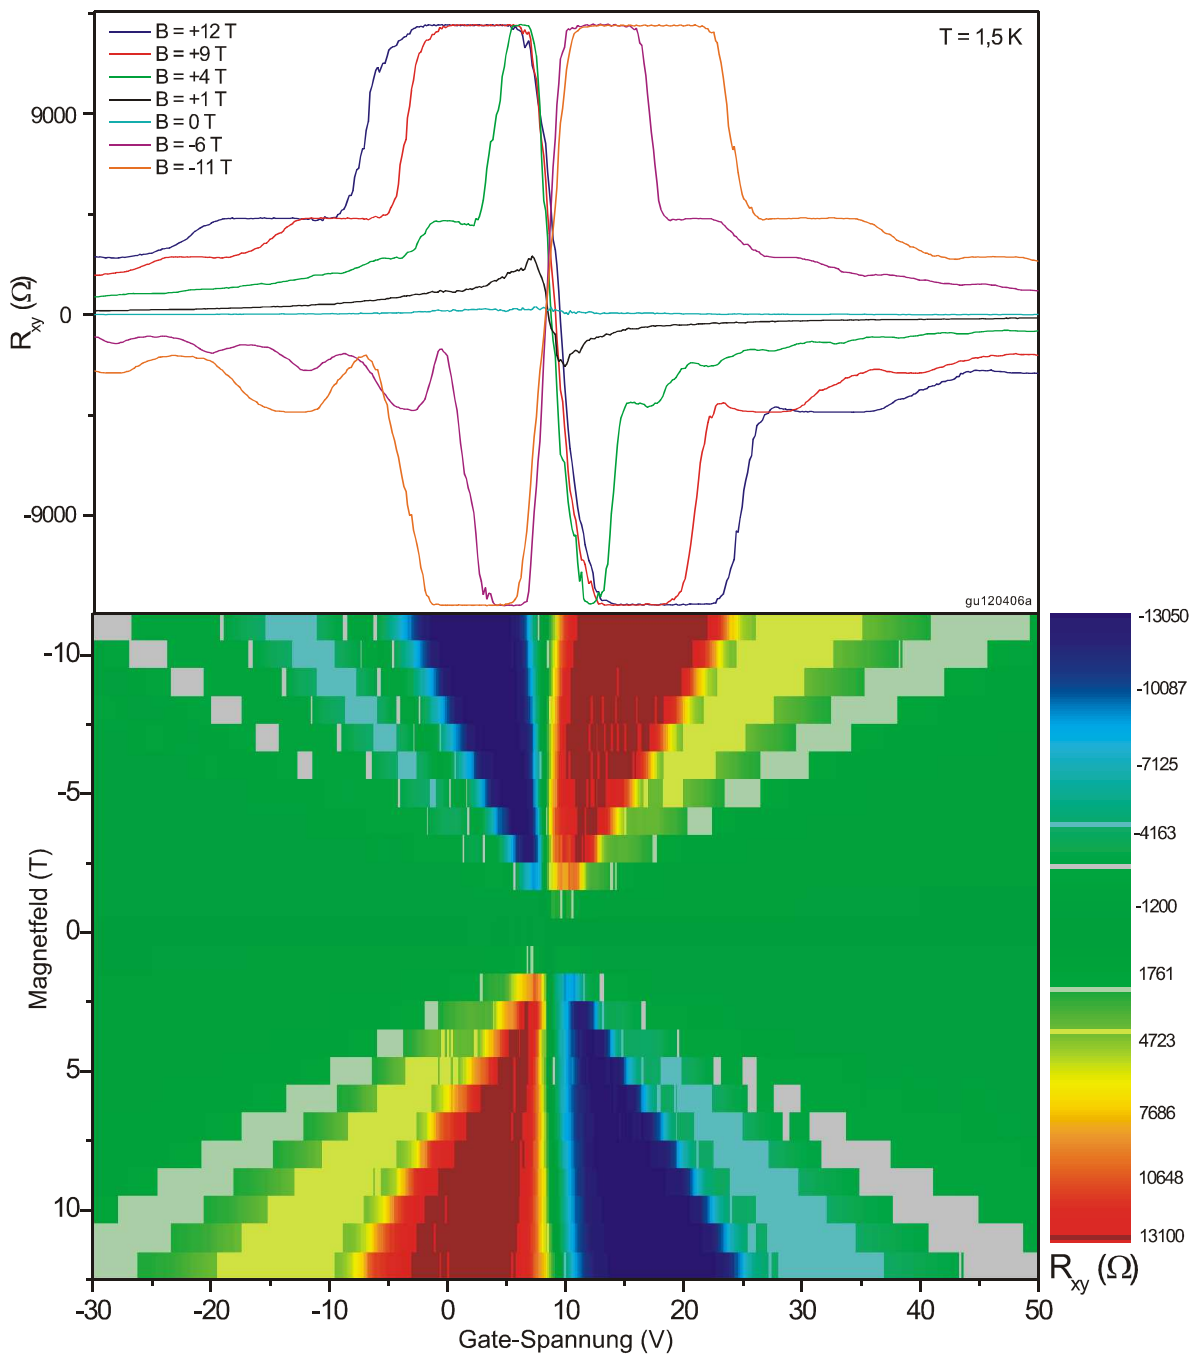 B = +12 T
B = +9 T
B = +4 T
B = +1 T
B = 0 T
B = -6 T
B = -11 T
T = 1,5 K
9000
0
-9000
Rxy (Ω)
gu120406a
-10
-5
0
5
10
Magnetfeld (T)
-30
-20
-10
0
10
20
30
40
50
Gate-Spannung (V)
-13050
-10087
-7125
-4163
-1200
1761
4723
7686
10648
13100
Rxy (Ω)